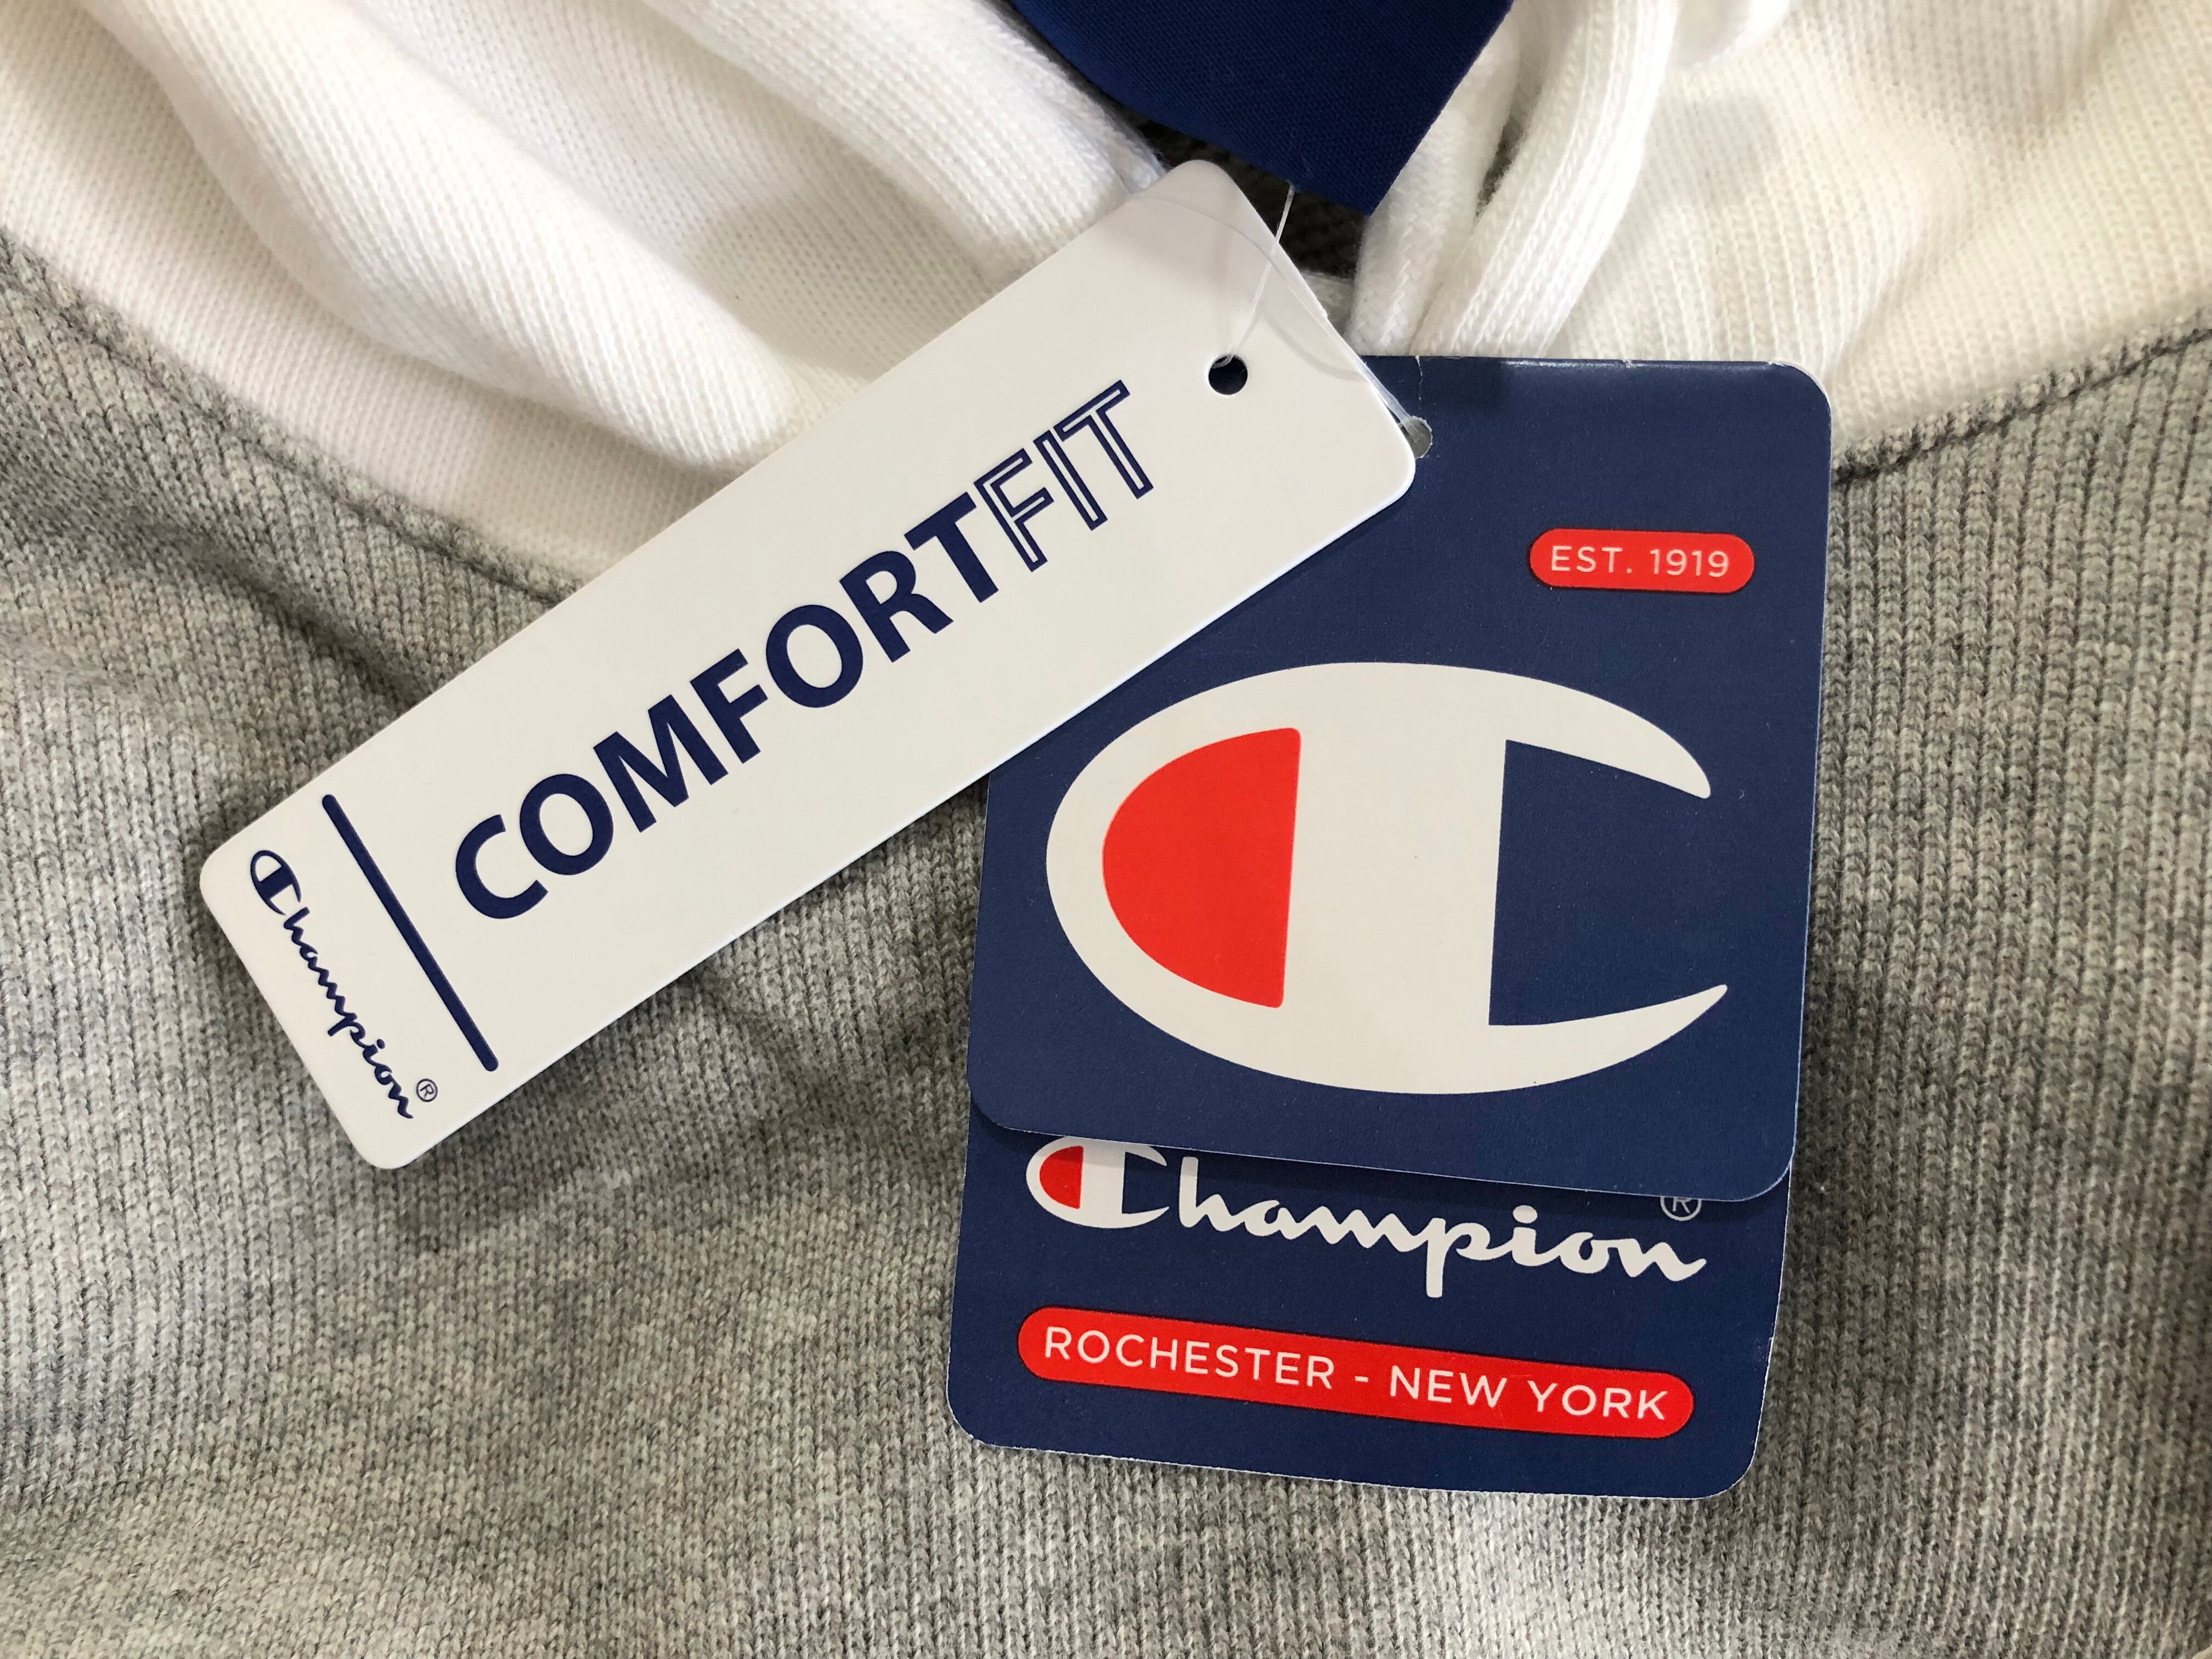 COMFORTFIT
Champion®
EST. 1919
C
Champion®
ROCHESTER - NEW YORK